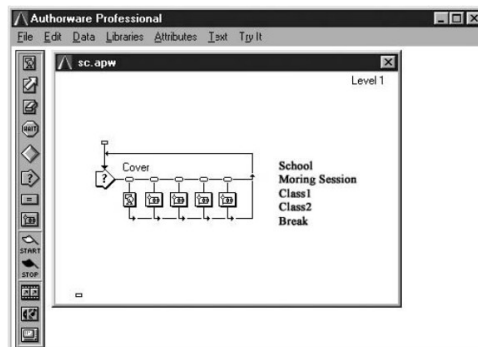 Authorware Professional
File Edit Data Libraries Attributes Text Try It
sc.apw
Level 1
WAIT
Cover
?
?
=
School
Moring Session
Class1
Class2
Break
START
STOP